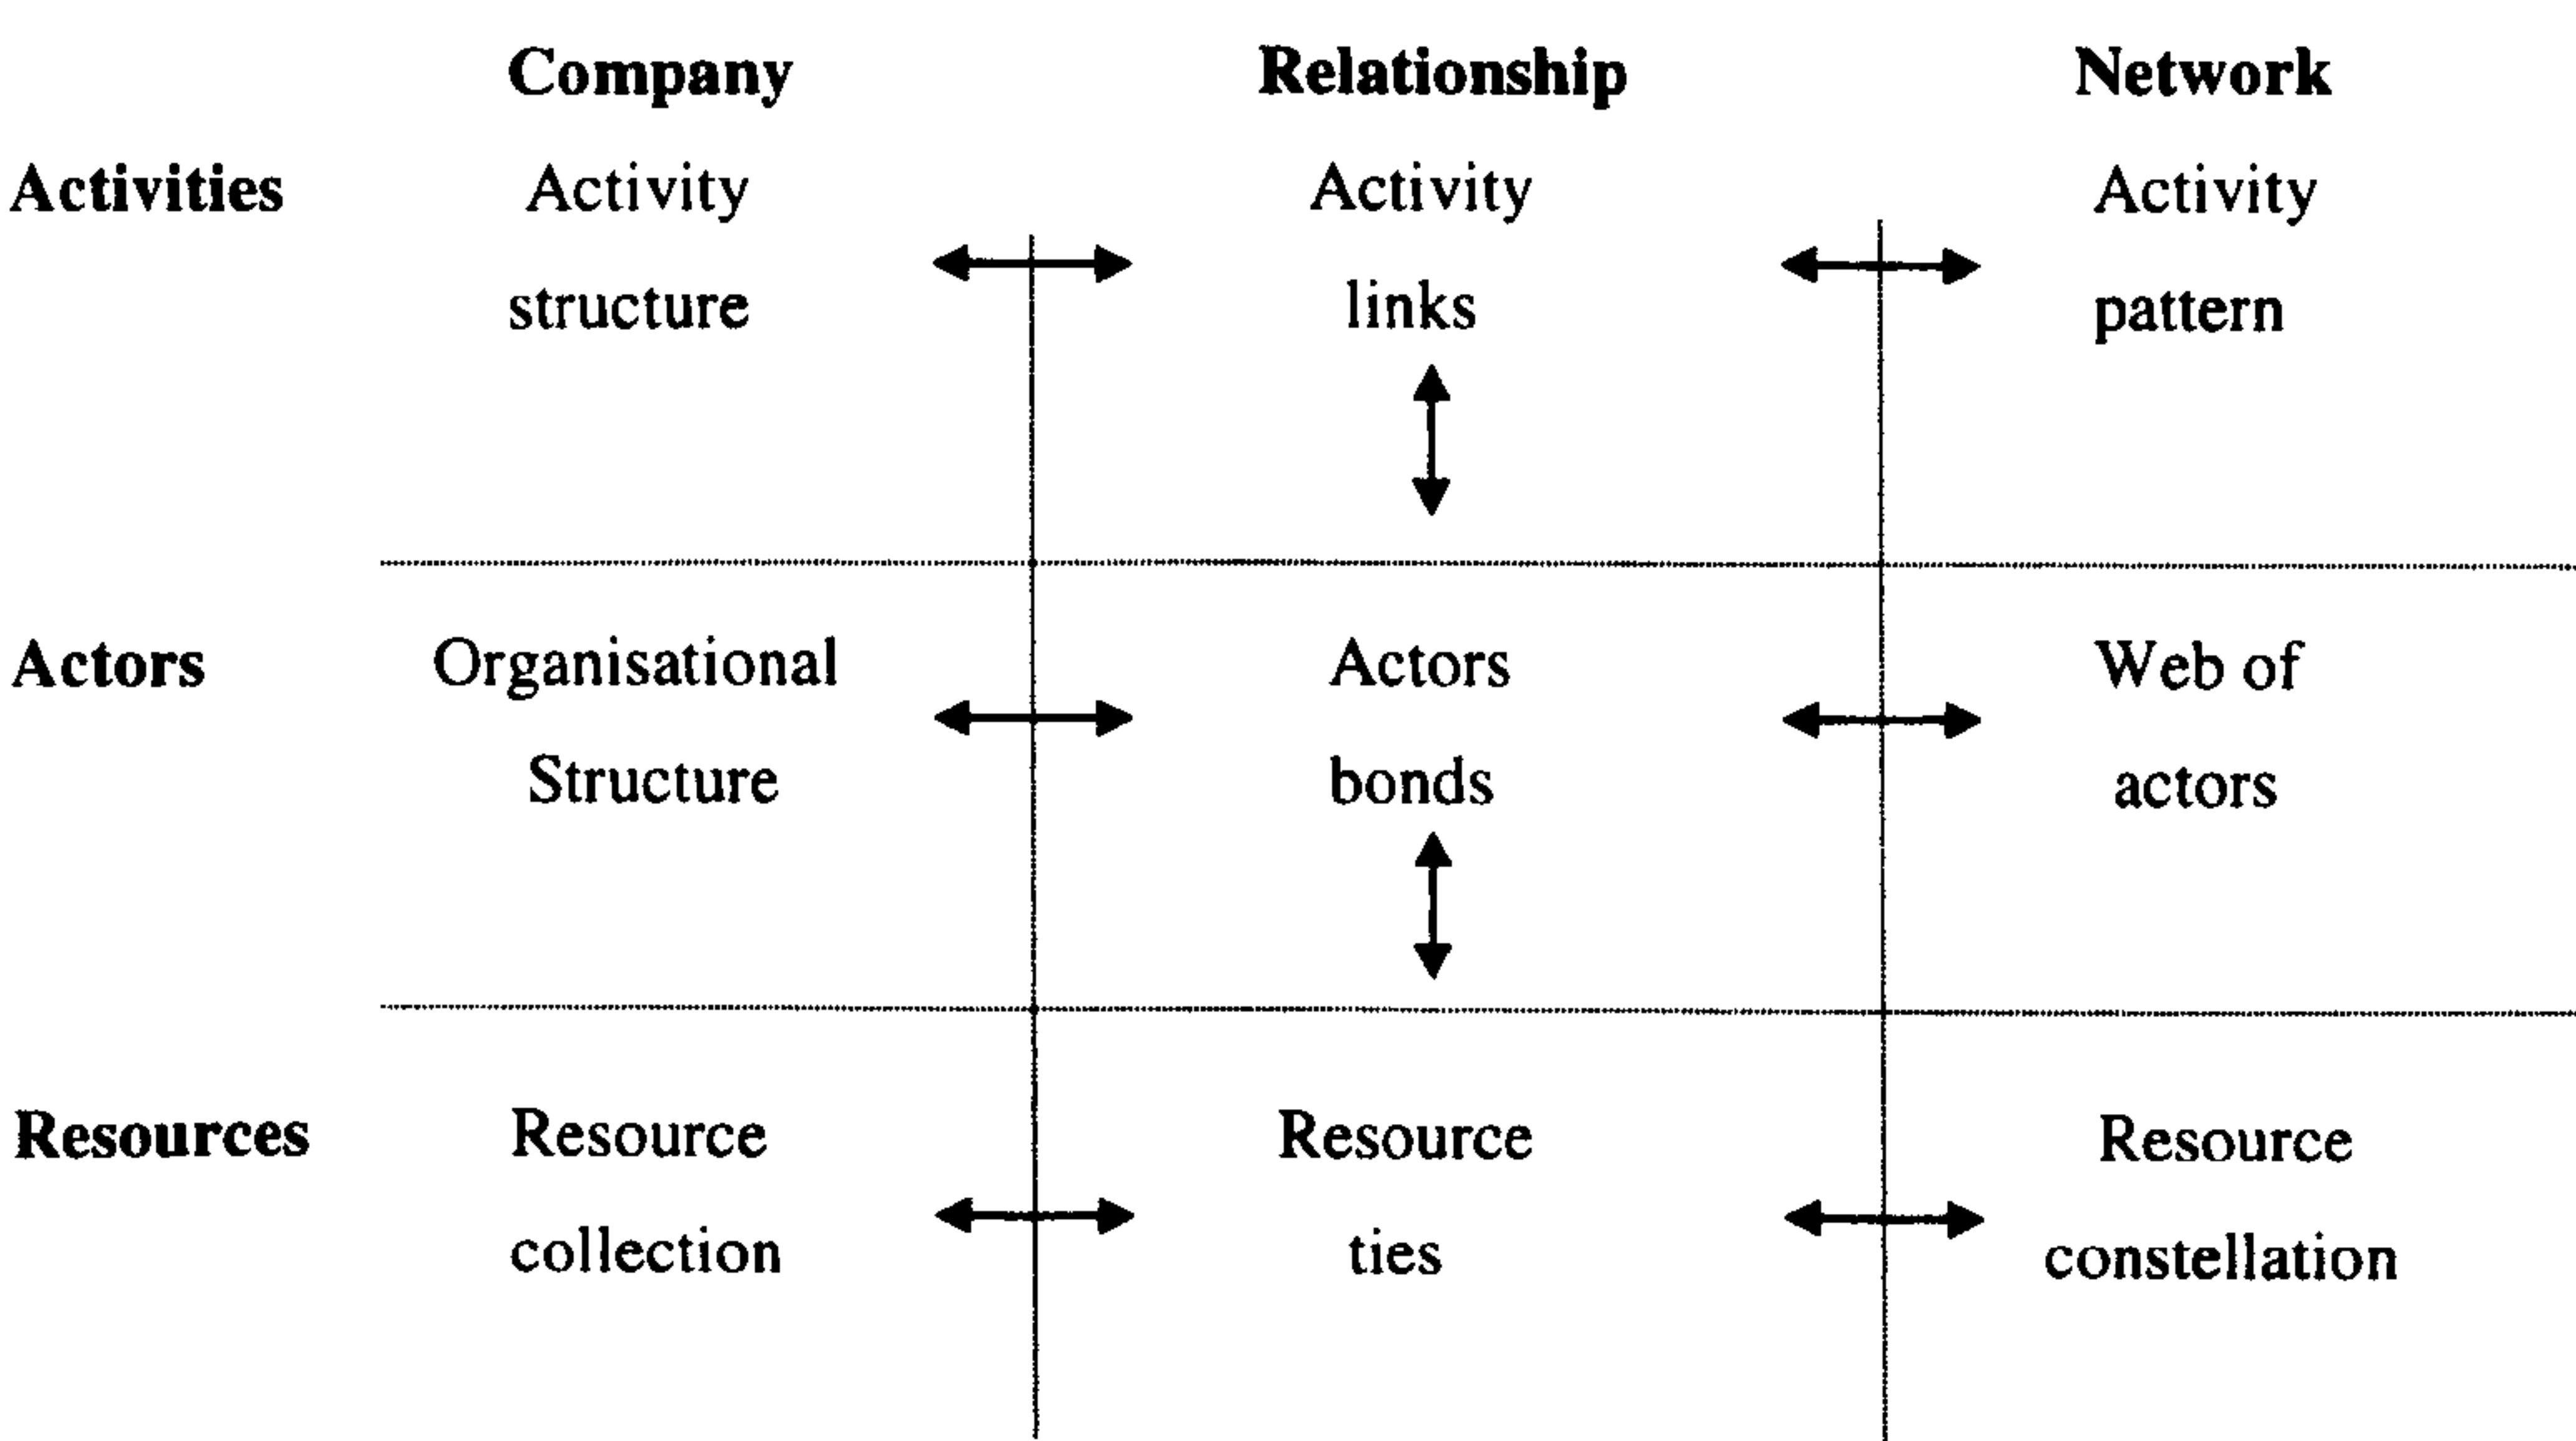 Company Relationship Network
Activities Activity Activity Activity
structure links pattern
Actors Organisational Actors Web of
Structure bonds actors
Resources Resource Resource Resource
collection ties constellation